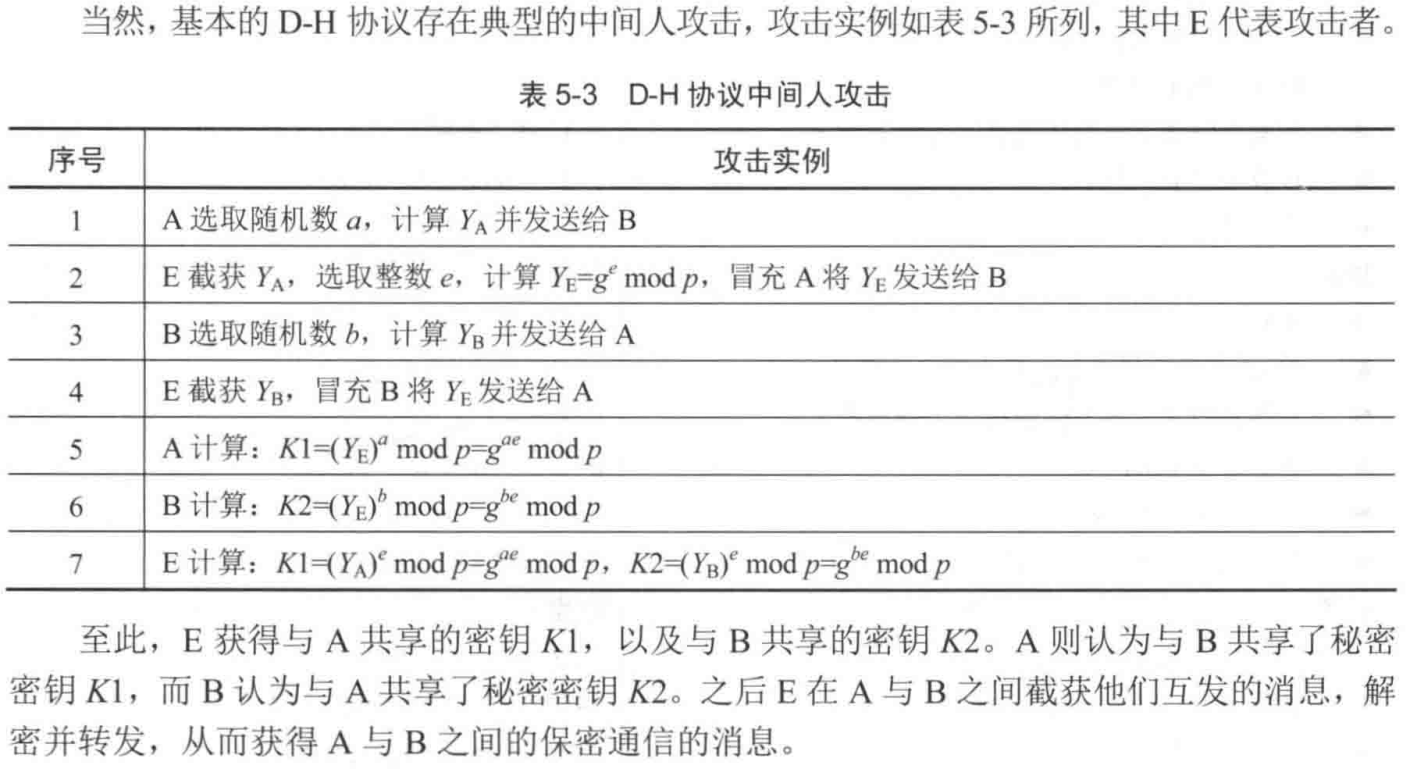 当然，基本的 D-H 协议存在典型的中间人攻击，攻击实例如表 5-3 所列，其中 E 代表攻击者。
表 5-3 D-H 协议中间人攻击
序号 攻击实例
1 A 选取随机数 a，计算 Y_A 并发送给 B
2 E 截获 Y_A，选取整数 e，计算 Y_E=g^e mod p，冒充 A 将 Y_E 发送给 B
3 B 选取随机数 b，计算 Y_B 并发送给 A
4 E 截获 Y_B，冒充 B 将 Y_E 发送给 A
5 A 计算：K1=(Y_E)^a mod p=g^{ae} mod p
6 B 计算：K2=(Y_E)^b mod p=g^{be} mod p
7 E 计算：K1=(Y_A)^e mod p=g^{ae} mod p，K2=(Y_B)^e mod p=g^{be} mod p
至此，E 获得与 A 共享的密钥 K1，以及与 B 共享的密钥 K2。A 则认为与 B 共享了秘密
密钥 K1，而 B 认为与 A 共享了秘密密钥 K2。之后 E 在 A 与 B 之间截获他们互发的消息，解
密并转发，从而获得 A 与 B 之间的保密通信的消息。